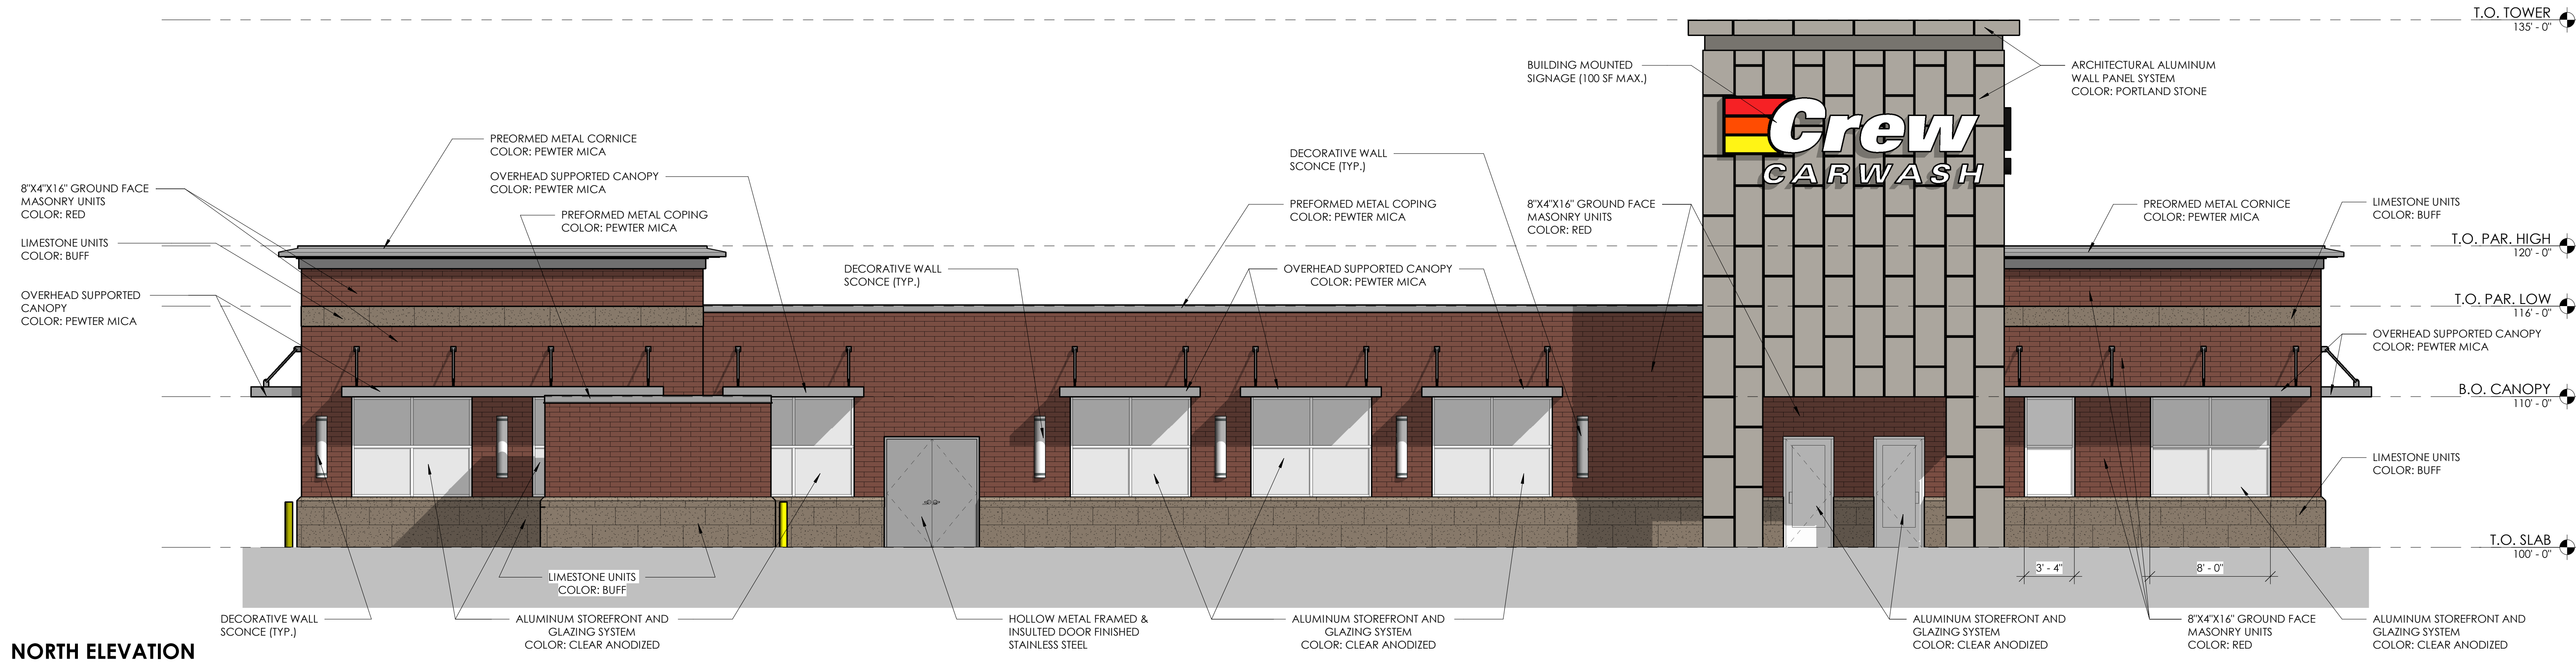 T.O. TOWER
135' - 0"
BUILDING MOUNTED
SIGNAGE (100 SF MAX.)
ARCHITECTURAL ALUMINUM
WALL PANEL SYSTEM
COLOR: PORTLAND STONE
Crew
CARWASH
PREORMED METAL CORNICE
COLOR: PEWTER MICA
DECORATIVE WALL
SCONCE (TYP.)
OVERHEAD SUPPORTED CANOPY
COLOR: PEWTER MICA
8"X4"X16" GROUND FACE
MASONRY UNITS
COLOR: RED
PREFORMED METAL COPING
COLOR: PEWTER MICA
PREFORMED METAL COPING
COLOR: PEWTER MICA
8"X4"X16" GROUND FACE
MASONRY UNITS
COLOR: RED
PREORMED METAL CORNICE
COLOR: PEWTER MICA
LIMESTONE UNITS
COLOR: BUFF
LIMESTONE UNITS
COLOR: BUFF
T.O. PAR. HIGH
120' - 0"
DECORATIVE WALL
SCONCE (TYP.)
OVERHEAD SUPPORTED CANOPY
COLOR: PEWTER MICA
OVERHEAD SUPPORTED
CANOPY
COLOR: PEWTER MICA
T.O. PAR. LOW
116' - 0"
OVERHEAD SUPPORTED CANOPY
COLOR: PEWTER MICA
B.O. CANOPY
110' - 0"
LIMESTONE UNITS
COLOR: BUFF
T.O. SLAB
100' - 0"
3' - 4"
8' - 0"
LIMESTONE UNITS
COLOR: BUFF
DECORATIVE WALL
SCONCE (TYP.)
ALUMINUM STOREFRONT AND
GLAZING SYSTEM
COLOR: CLEAR ANODIZED
HOLLOW METAL FRAMED &
INSULTED DOOR FINISHED
STAINLESS STEEL
ALUMINUM STOREFRONT AND
GLAZING SYSTEM
COLOR: CLEAR ANODIZED
ALUMINUM STOREFRONT AND
GLAZING SYSTEM
COLOR: CLEAR ANODIZED
8"X4"X16" GROUND FACE
MASONRY UNITS
COLOR: RED
ALUMINUM STOREFRONT AND
GLAZING SYSTEM
COLOR: CLEAR ANODIZED
NORTH ELEVATION